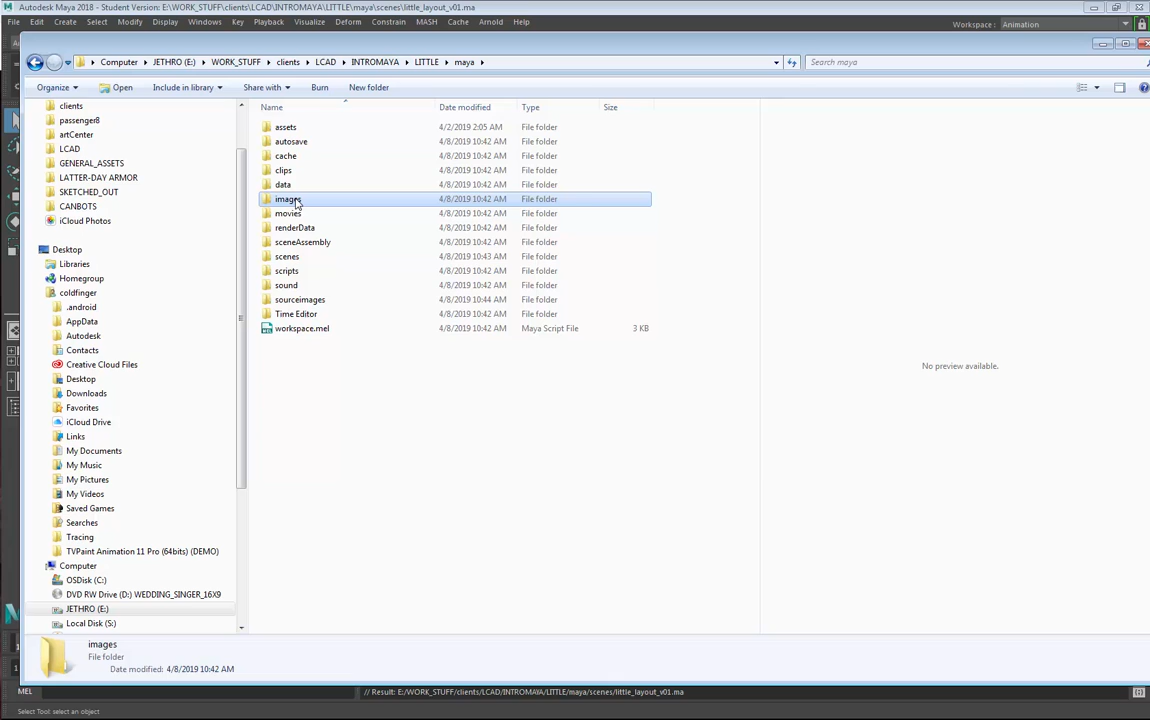 Autodesk Maya 2018 - Student Version: E:\WORK_STUFF\clients\LCAD\INTROMAYA\LITTLE\maya\scenes\little_layout_v01.ma
File Edit Create Select Modify Display Windows Key Playback Visualize Deform Constrain MASH Cache Arnold Help Workspace : Animation
Computer JETHRO (E:) WORK_STUFF clients LCAD INTROMAYA LITTLE maya Search maya
Organize Open Include in library Share with Burn New folder
Name Date modified Type Size
clients
passenger8
artCenter
LCAD
GENERAL_ASSETS
LATTER-DAY ARMOR
SKETCHED_OUT
CANBOTS
iCloud Photos
Desktop
Libraries
Homegroup
coldfinger
.android
AppData
Autodesk
Contacts
Creative Cloud Files
Desktop
Downloads
Favorites
iCloud Drive
Links
My Documents
My Music
My Pictures
My Videos
Saved Games
Searches
Tracing
TVPaint Animation 11 Pro (64bits) (DEMO)
Computer
OSDisk (C:)
DVD RW Drive (D:) WEDDING_SINGER_16X9
JETHRO (E:)
Local Disk (S:)
assets 4/2/2019 2:05 AM File folder
autosave 4/8/2019 10:42 AM File folder
cache 4/8/2019 10:42 AM File folder
clips 4/8/2019 10:42 AM File folder
data 4/8/2019 10:42 AM File folder
images 4/8/2019 10:42 AM File folder
movies 4/8/2019 10:42 AM File folder
renderData 4/8/2019 10:42 AM File folder
sceneAssembly 4/8/2019 10:42 AM File folder
scenes 4/8/2019 10:43 AM File folder
scripts 4/8/2019 10:42 AM File folder
sound 4/8/2019 10:42 AM File folder
sourceimages 4/8/2019 10:44 AM File folder
Time Editor 4/8/2019 10:42 AM File folder
workspace.mel 4/8/2019 10:42 AM Maya Script File 3 KB
No preview available.
images
File folder
Date modified: 4/8/2019 10:42 AM
MEL // Result: E:/WORK_STUFF/clients/LCAD/INTROMAYA/LITTLE/maya/scenes/little_layout_v01.ma
Select Tool: select an object